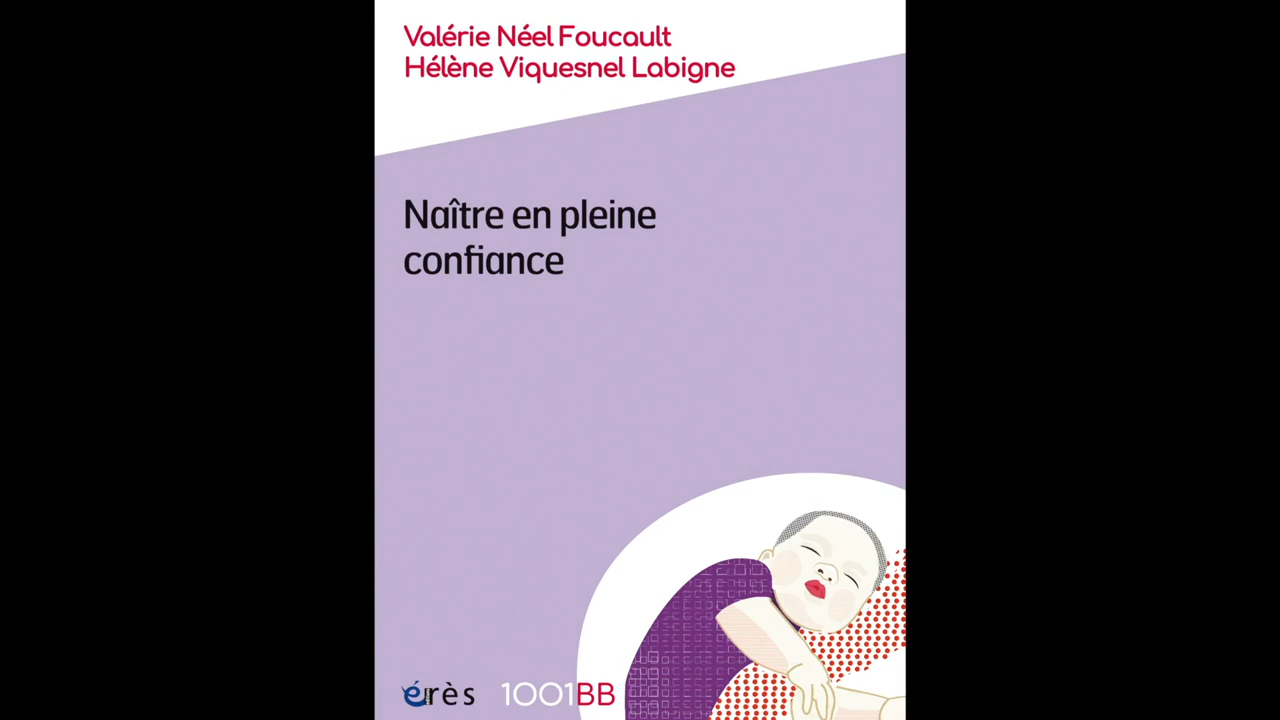 Valérie Néel Foucault
Hélène Viquesnel Labigne
Naître en pleine
confiance
érès 1001BB